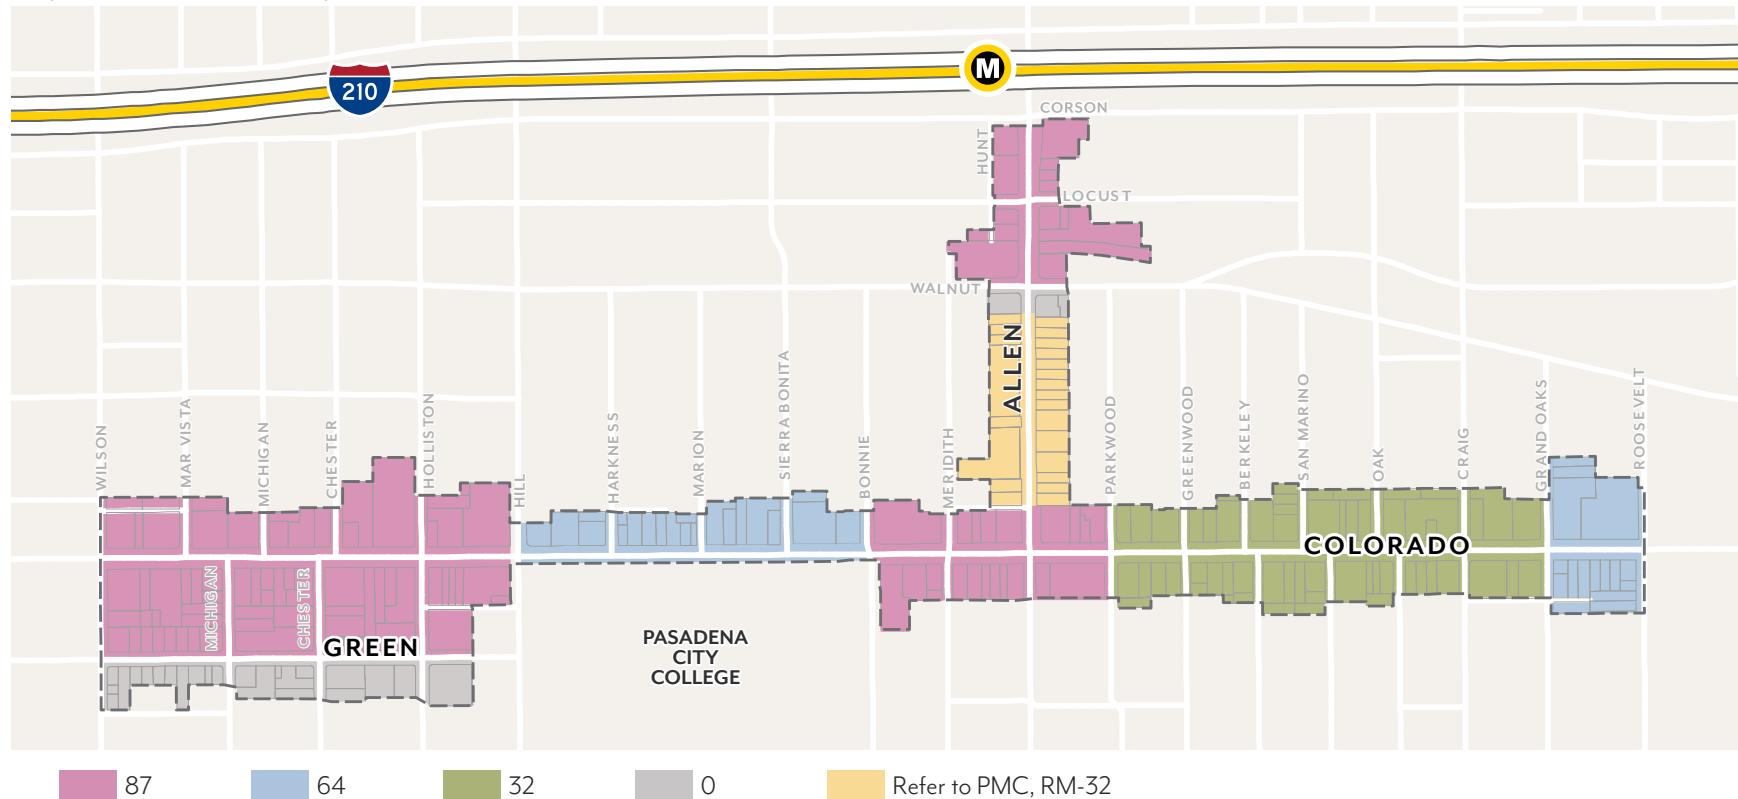 M
210
CORSON
HUNT
LOCUST
WALNUT
ALLEN
WILSON
MAR VISTA
MICHIGAN
CHESTER
HOLLISTON
HILL
HARKNESS
MARION
SIERRA BONITA
BONNIE
MERIDITH
PARKWOOD
GREENWOOD
BERKELEY
SAN MARINO
OAK
CRAIG
GRAND OAKS
ROOSEVELT
COLORADO
MICHIGAN
CHESTER
GREEN
PASADENA
CITY
COLLEGE
87
64
32
0
Refer to PMC, RM-32